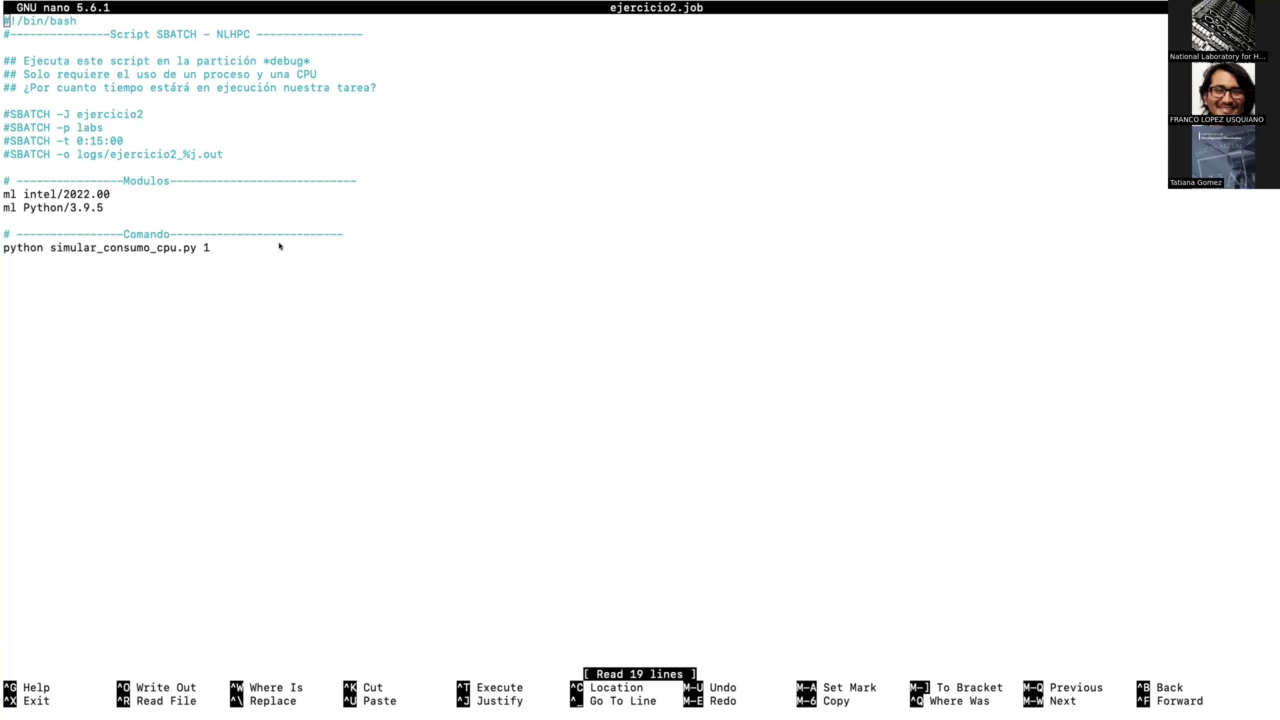 GNU nano 5.6.1 ejercicio2.job
#!/bin/bash
#---------------Script SBATCH - NLHPC ----------------
## Ejecuta este script en la partición *debug*
## Solo requiere el uso de un proceso y una CPU
## ¿Por cuanto tiempo estárá en ejecución nuestra tarea?
#SBATCH -J ejercicio2
#SBATCH -p labs
#SBATCH -t 0:15:00
#SBATCH -o logs/ejercicio2_%j.out
# ----------------Modulos----------------------------
ml intel/2022.00
ml Python/3.9.5
# ----------------Comando--------------------------
python simular_consumo_cpu.py 1
National Laboratory for H...
FRANCO LOPEZ USQUIANO
Tatiana Gomez
[ Read 19 lines ]
^G Help ^O Write Out ^W Where Is ^K Cut ^T Execute ^C Location M-U Undo M-A Set Mark M-] To Bracket M-Q Previous ^B Back
^X Exit ^R Read File ^\ Replace ^U Paste ^J Justify ^_ Go To Line M-E Redo M-6 Copy ^Q Where Was M-W Next ^F Forward